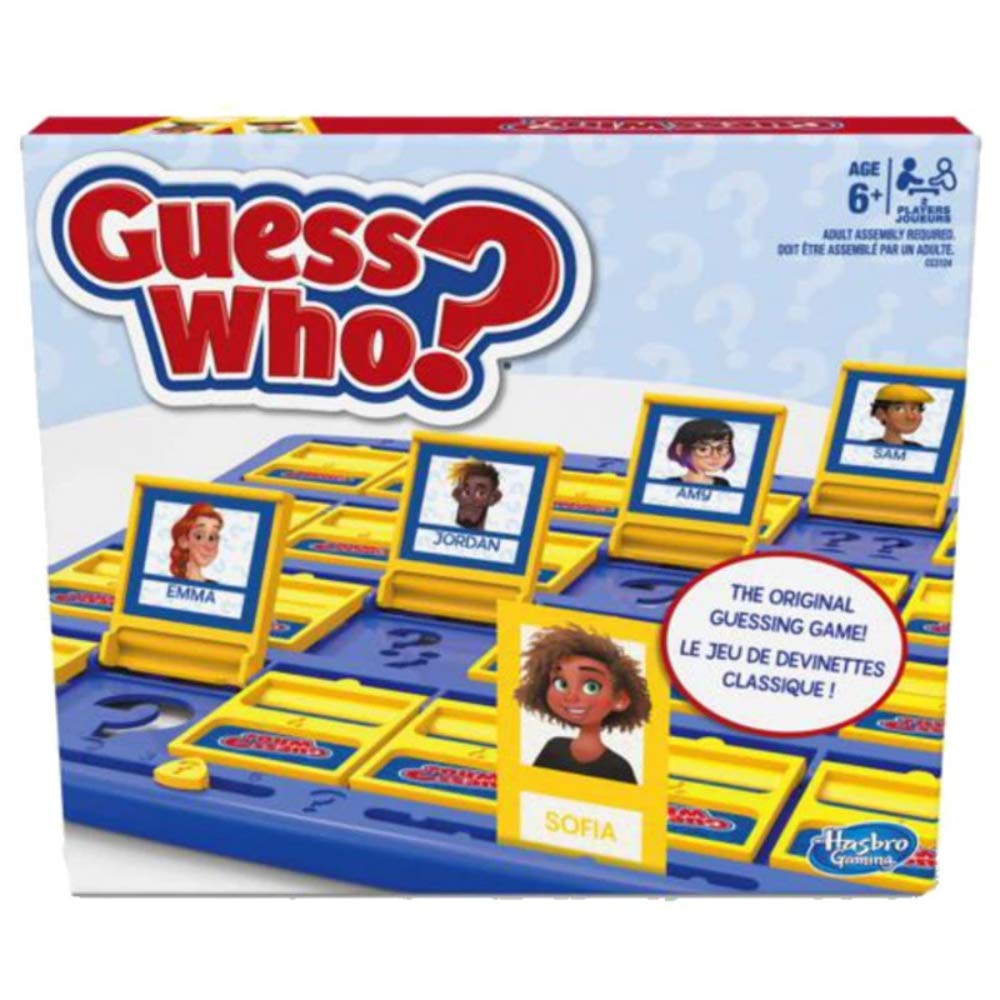 GUESS
WHO?
AGE
6+
2
PLAYERS
JOUEURS
ADULT ASSEMBLY REQUIRED.
DOIT ÊTRE ASSEMBLÉ PAR UN ADULTE.
SAM
AMY
JORDAN
EMMA
THE ORIGINAL
GUESSING GAME!
LE JEU DE DEVINETTES
CLASSIQUE !
SOFIA
Hasbro
Gaming